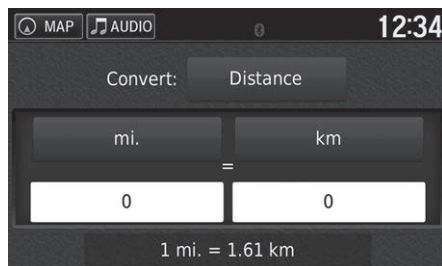 MAP AUDIO 12:34
Convert: Distance
mi. km
=
0 0
1 mi. = 1.61 km